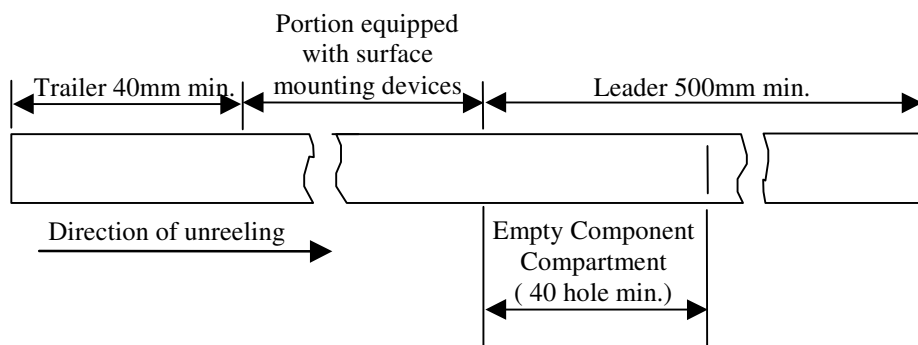 Portion equipped
with surface
mounting devices
Trailer 40mm min.
Leader 500mm min.
Direction of unreeling
Empty Component
Compartment
( 40 hole min.)